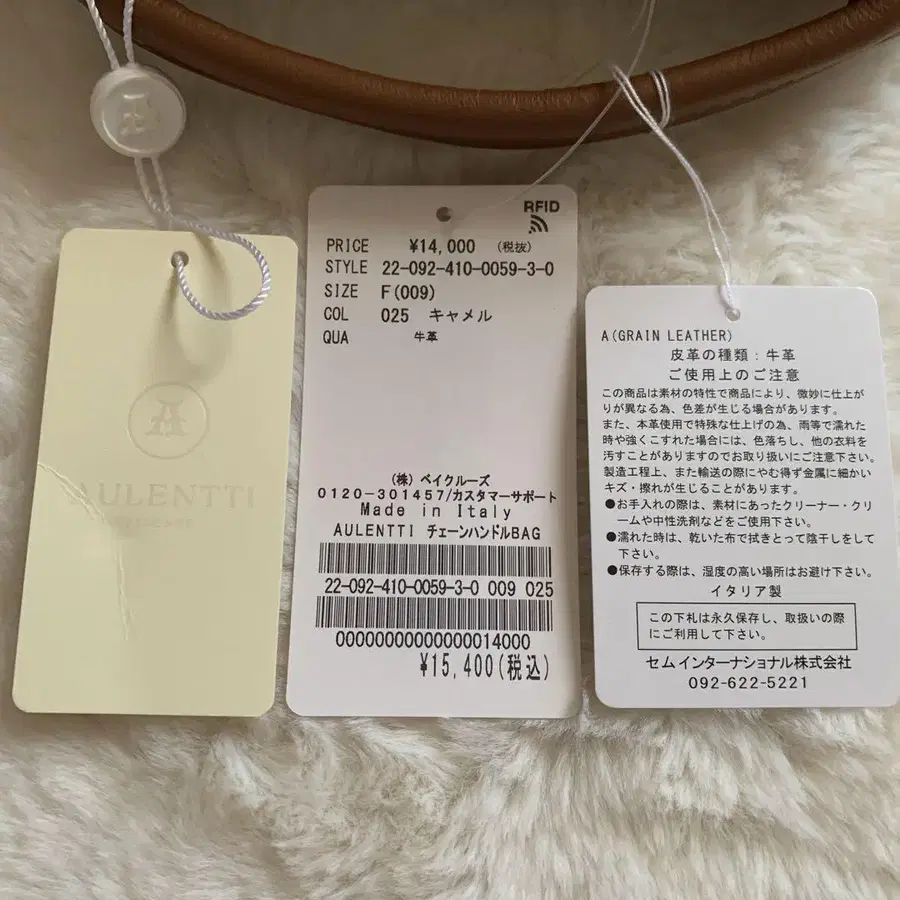 A
AULENTTI
FIRENZE
RFID
PRICE ¥14,000 (税抜)
STYLE 22-092-410-0059-3-0
SIZE F(009)
COL 025 キャメル
QUA 牛革
(株) ベイクルーズ
0120-301457/カスタマーサポート
Made in Italy
AULENTTI チェーンハンドルBAG
22-092-410-0059-3-0 009 025
0000000000000014000
¥15,400(税込)
A(GRAIN LEATHER)
皮革の種類：牛革
ご使用上のご注意
この商品は素材の特性で商品により、微妙に仕上が
りが異なる為、色差が生じる場合があります。
また、本革使用で特殊な仕上げの為、雨等で濡れた
時や強くこすれた場合には、色落ちし、他の衣料を
汚すことがありますのでお取り扱いにご注意下さい。
製造工程上、また輸送の際にやむ得ず金属に細かい
キズ・擦れが生じることがあります。
●お手入れの際は、素材にあったクリーナー・クリ
ームや中性洗剤などをご使用下さい。
●濡れた時は、乾いた布で拭きとって陰干しをして
下さい。
●保存する際は、湿度の高い場所はお避け下さい。
イタリア製
この下札は永久保存し、取扱いの際
にご利用して下さい。
セムインターナショナル株式会社
092-622-5221